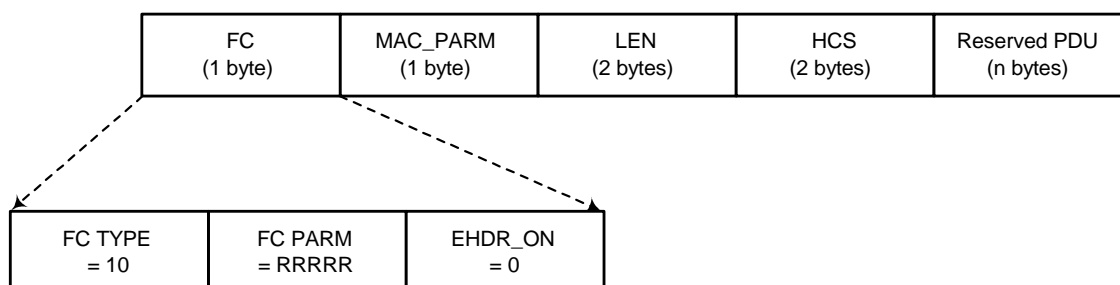 FC MAC_PARM LEN HCS Reserved PDU
(1 byte) (1 byte) (2 bytes) (2 bytes) (n bytes)
FC TYPE FC PARM EHDR_ON
= 10 = RRRRR = 0